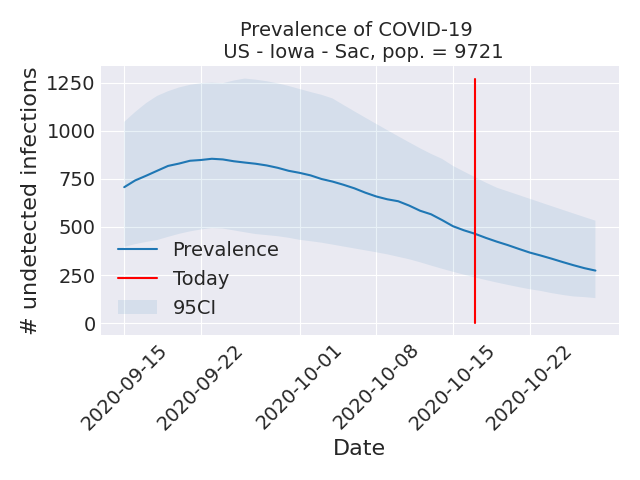 Prevalence of COVID-19
US - Iowa - Sac, pop. = 9721
# undetected infections
1250
1000
750
500
250
0
Prevalence
Today
95CI
2020-09-15
2020-09-22
2020-10-01
2020-10-08
2020-10-15
2020-10-22
Date